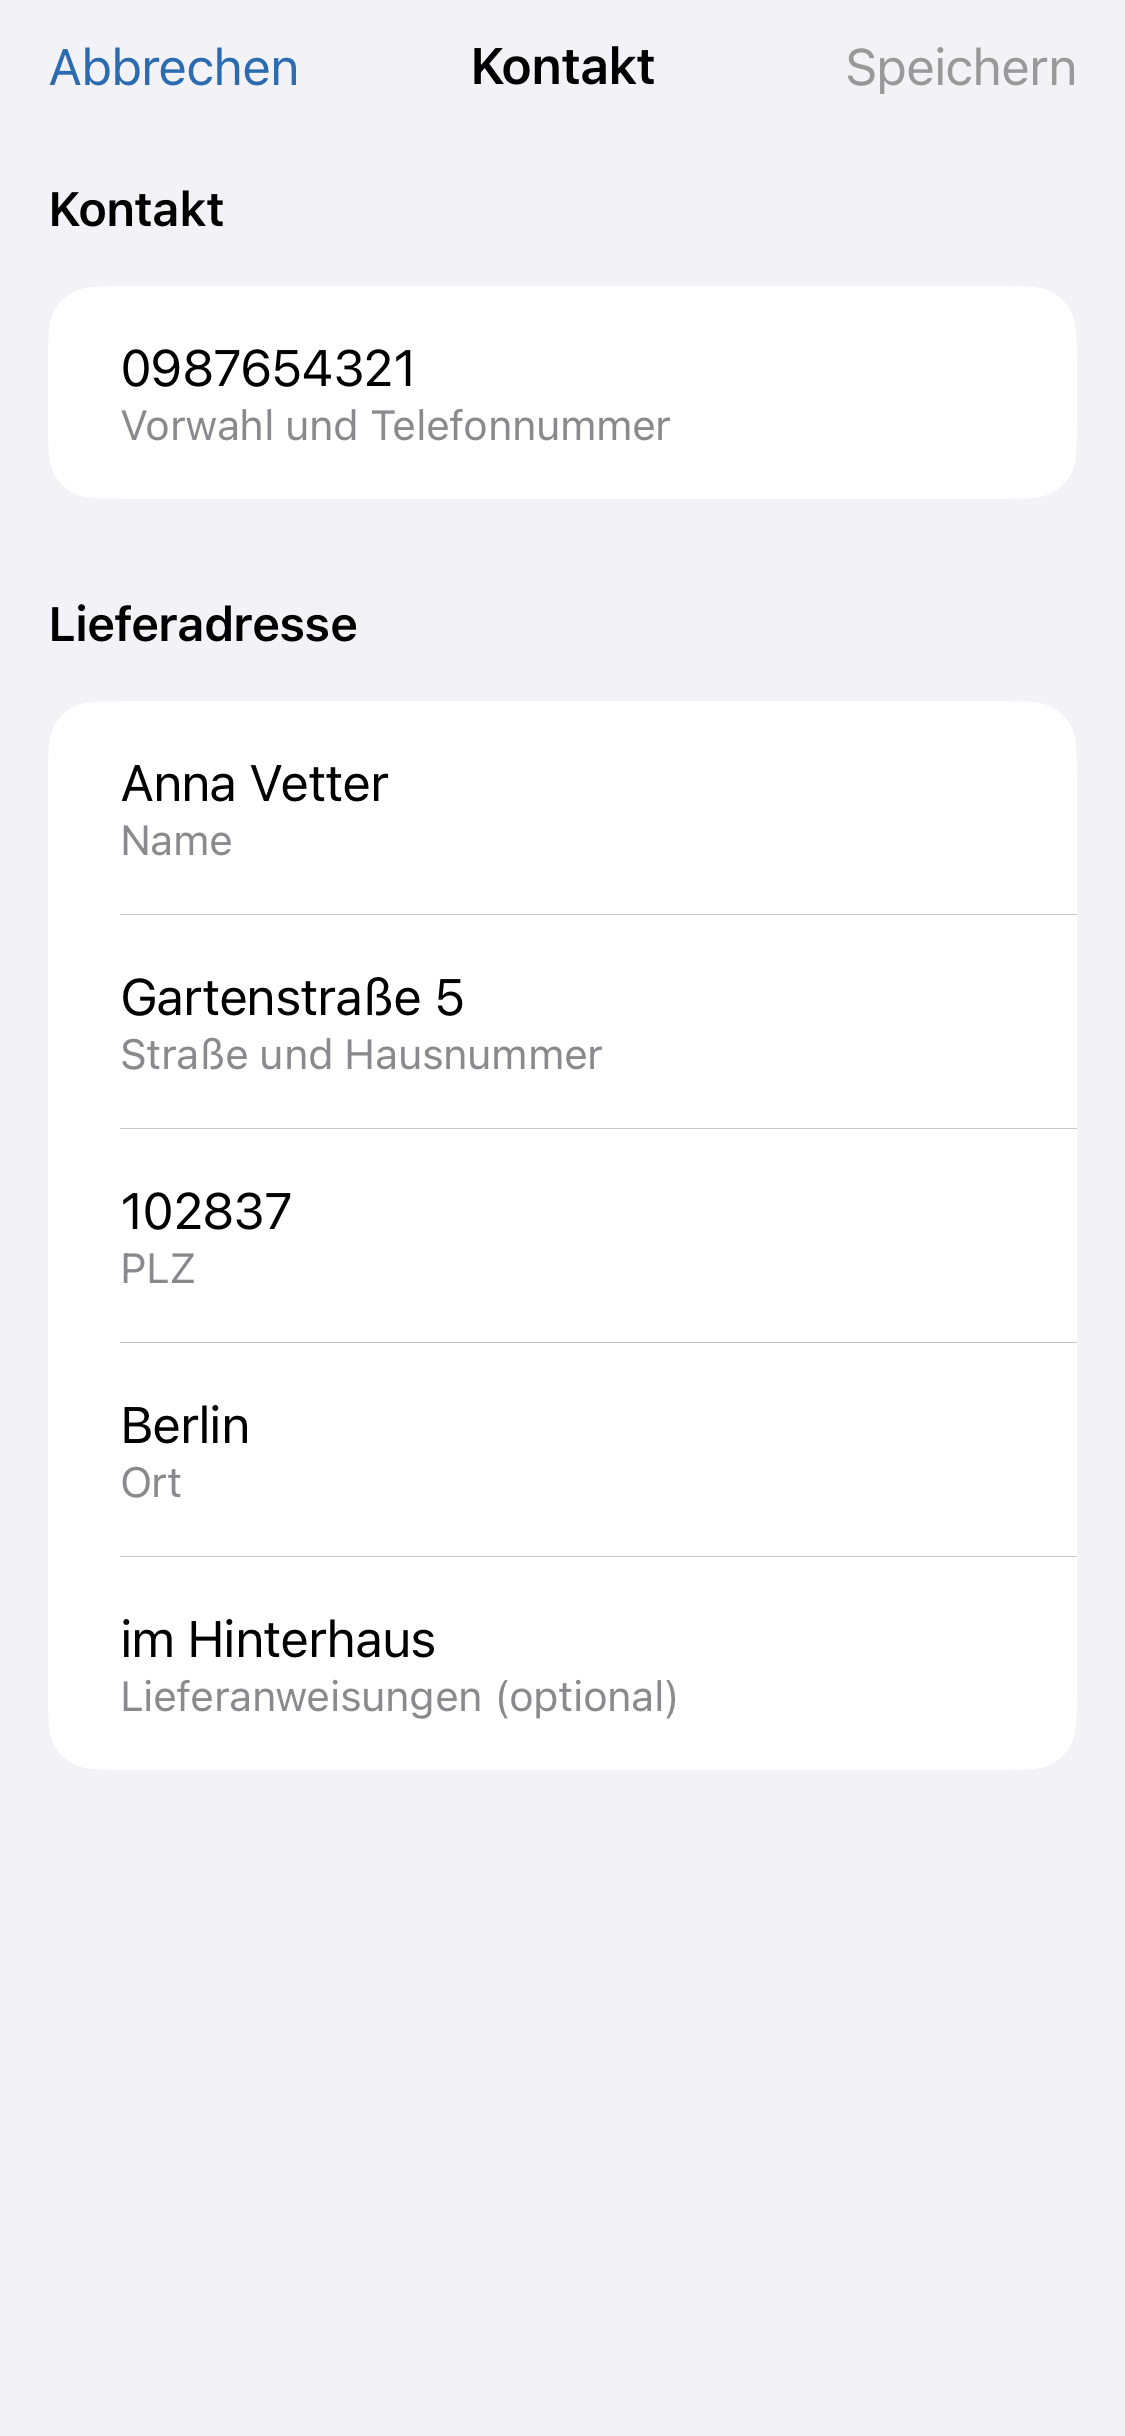 Abbrechen Kontakt Speichern
Kontakt
0987654321
Vorwahl und Telefonnummer
Lieferadresse
Anna Vetter
Name
Gartenstraße 5
Straße und Hausnummer
102837
PLZ
Berlin
Ort
im Hinterhaus
Lieferanweisungen (optional)